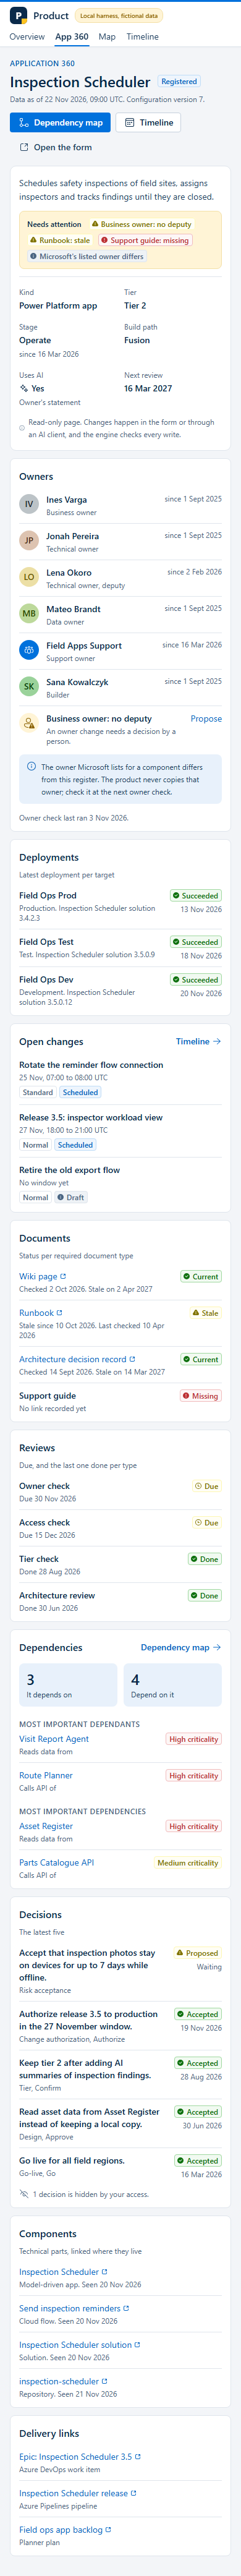 P Product Local harness, fictional data
Overview App 360 Map Timeline
APPLICATION 360
Inspection Scheduler Registered
Data as of 22 Nov 2026, 09:00 UTC. Configuration version 7.
Dependency map Timeline
Open the form
Schedules safety inspections of field sites, assigns
inspectors and tracks findings until they are closed.
Needs attention Business owner: no deputy
Runbook: stale Support guide: missing
Microsoft's listed owner differs
Kind Tier
Power Platform app Tier 2
Stage Build path
Operate Fusion
since 16 Mar 2026
Uses AI Next review
Yes 16 Mar 2027
Owner's statement
Read-only page. Changes happen in the form or through
an AI client, and the engine checks every write.
Owners
IV Ines Varga since 1 Sept 2025
Business owner
JP Jonah Pereira since 1 Sept 2025
Technical owner
LO Lena Okoro since 2 Feb 2026
Technical owner, deputy
MB Mateo Brandt since 1 Sept 2025
Data owner
Field Apps Support since 16 Mar 2026
Support owner
SK Sana Kowalczyk since 1 Sept 2025
Builder
Business owner: no deputy Propose
An owner change needs a decision by a
person.
The owner Microsoft lists for a component differs
from this register. The product never copies that
owner; check it at the next owner check.
Owner check last ran 3 Nov 2026.
Deployments
Latest deployment per target
Field Ops Prod Succeeded
Production. Inspection Scheduler solution 13 Nov 2026
3.4.2.3
Field Ops Test Succeeded
Test. Inspection Scheduler solution 3.5.0.9 18 Nov 2026
Field Ops Dev Succeeded
Development. Inspection Scheduler 20 Nov 2026
solution 3.5.0.12
Open changes Timeline
Rotate the reminder flow connection
25 Nov, 07:00 to 08:00 UTC
Standard Scheduled
Release 3.5: inspector workload view
27 Nov, 18:00 to 21:00 UTC
Normal Scheduled
Retire the old export flow
No window yet
Normal Draft
Documents
Status per required document type
Wiki page Current
Checked 2 Oct 2026. Stale on 2 Apr 2027
Runbook Stale
Stale since 10 Oct 2026. Last checked 10 Apr
2026
Architecture decision record Current
Checked 14 Sept 2026. Stale on 14 Mar 2027
Support guide Missing
No link recorded yet
Reviews
Due, and the last one done per type
Owner check Due
Due 30 Nov 2026
Access check Due
Due 15 Dec 2026
Tier check Done
Done 28 Aug 2026
Architecture review Done
Done 30 Jun 2026
Dependencies Dependency map
3 4
It depends on Depend on it
MOST IMPORTANT DEPENDANTS
Visit Report Agent High criticality
Reads data from
Route Planner High criticality
Calls API of
MOST IMPORTANT DEPENDENCIES
Asset Register High criticality
Reads data from
Parts Catalogue API Medium criticality
Calls API of
Decisions
The latest five
Accept that inspection photos stay Proposed
on devices for up to 7 days while Waiting
offline.
Risk acceptance
Authorize release 3.5 to production Accepted
in the 27 November window. 19 Nov 2026
Change authorization, Authorize
Keep tier 2 after adding AI Accepted
summaries of inspection findings. 28 Aug 2026
Tier, Confirm
Read asset data from Asset Register Accepted
instead of keeping a local copy. 30 Jun 2026
Design, Approve
Go live for all field regions. Accepted
Go-live, Go 16 Mar 2026
1 decision is hidden by your access.
Components
Technical parts, linked where they live
Inspection Scheduler
Model-driven app. Seen 20 Nov 2026
Send inspection reminders
Cloud flow. Seen 20 Nov 2026
Inspection Scheduler solution
Solution. Seen 20 Nov 2026
inspection-scheduler
Repository. Seen 21 Nov 2026
Delivery links
Epic: Inspection Scheduler 3.5
Azure DevOps work item
Inspection Scheduler release
Azure Pipelines pipeline
Field ops app backlog
Planner plan